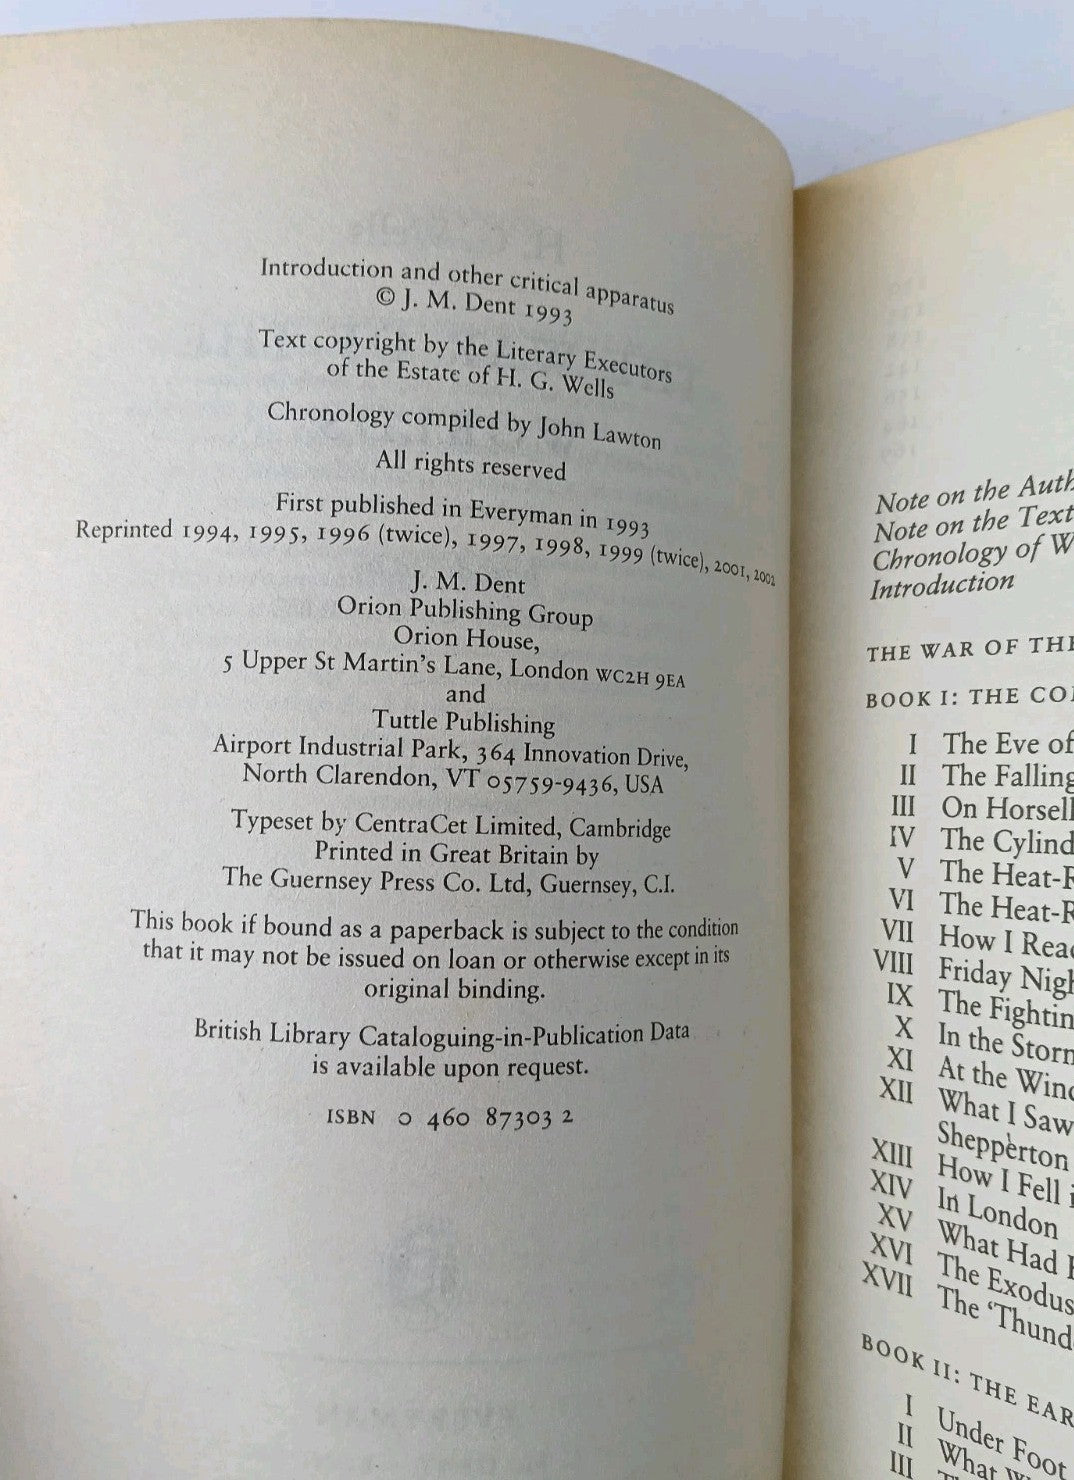 Introduction and other critical apparatus
© J. M. Dent 1993
Text copyright by the Literary Executors
of the Estate of H. G. Wells
Chronology compiled by John Lawton
All rights reserved
First published in Everyman in 1993
Reprinted 1994, 1995, 1996 (twice), 1997, 1998, 1999 (twice), 2001, 2002
J. M. Dent
Orion Publishing Group
Orion House,
5 Upper St Martin's Lane, London WC2H 9EA
and
Tuttle Publishing
Airport Industrial Park, 364 Innovation Drive,
North Clarendon, VT 05759-9436, USA
Typeset by CentraCet Limited, Cambridge
Printed in Great Britain by
The Guernsey Press Co. Ltd, Guernsey, C.I.
This book if bound as a paperback is subject to the condition
that it may not be issued on loan or otherwise except in its
original binding.
British Library Cataloguing-in-Publication Data
is available upon request.
ISBN 0 460 87303 2
Note on the Auth
Note on the Text
Chronology of W
Introduction
THE WAR OF THE
BOOK I: THE CO
I The Eve of
II The Falling
III On Horsell
IV The Cylind
V The Heat-R
VI The Heat-R
VII How I Reac
VIII Friday Nigh
IX The Fightin
X In the Storm
XI At the Wind
XII What I Saw
Shepperton
XIII How I Fell i
XIV In London
XV What Had
XVI The Exodus
XVII The 'Thund
BOOK II: THE EAR
I Under Foot
II What W
III